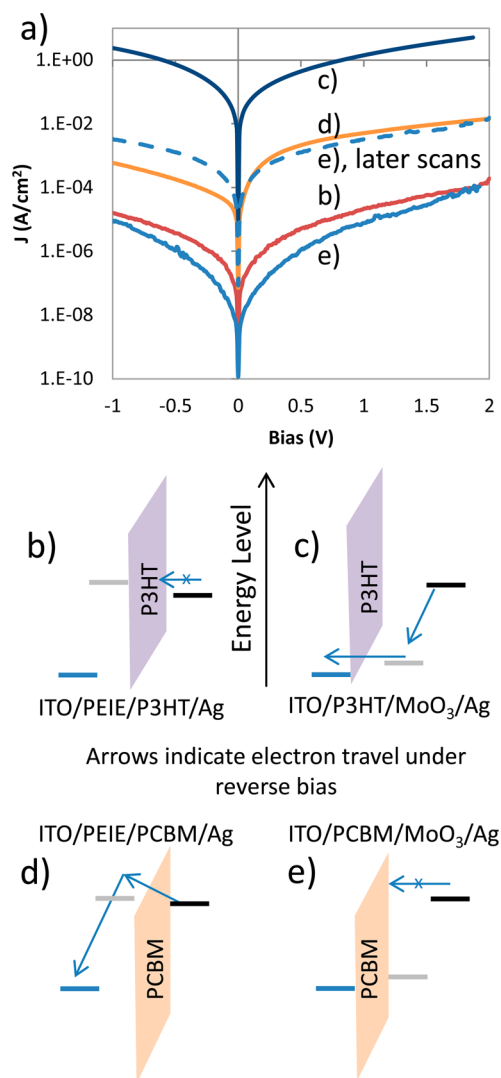 a)
1.E+00
1.E-02
1.E-04
1.E-06
1.E-08
1.E-10
J (A/cm²)
c)
d)
e), later scans
b)
e)
-1
-0.5
0
0.5
1
1.5
2
Bias (V)
b)
P3HT
Energy Level
c)
P3HT
ITO/PEIE/P3HT/Ag
ITO/P3HT/MoO₃/Ag
Arrows indicate electron travel under
reverse bias
ITO/PEIE/PCBM/Ag
ITO/PCBM/MoO₃/Ag
d)
PCBM
e)
PCBM